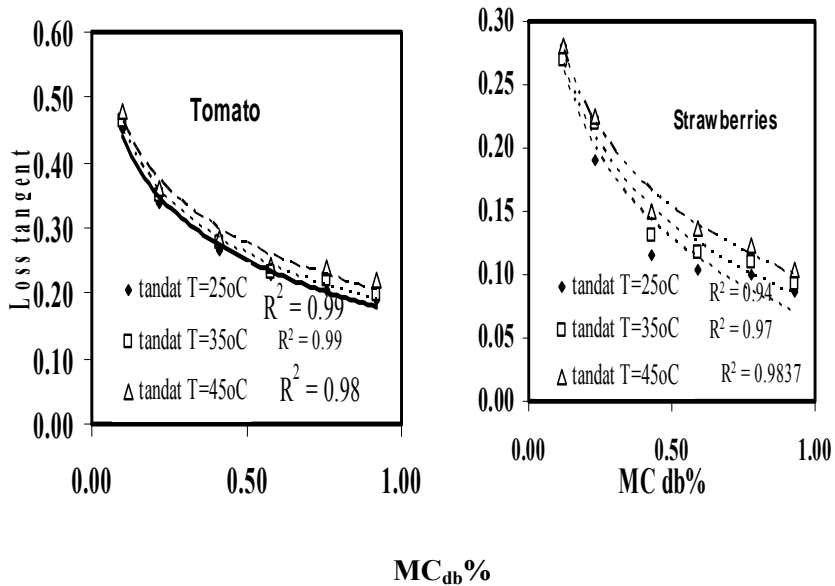 0.60
0.50
0.40
0.30
0.20
0.10
0.00
Loss tangent
Tomato
tandat T=25oC
R² = 0.99
tandat T=35oC
R² = 0.99
tandat T=45oC
R² = 0.98
0.00 0.50 1.00
0.30
0.25
0.20
0.15
0.10
0.05
0.00
Strawberries
tandat T=25oC
R² = 0.94
tandat T=35oC
R² = 0.97
tandat T=45oC
R² = 0.9837
0.00 0.50 1.00
MC db%
MCdb%